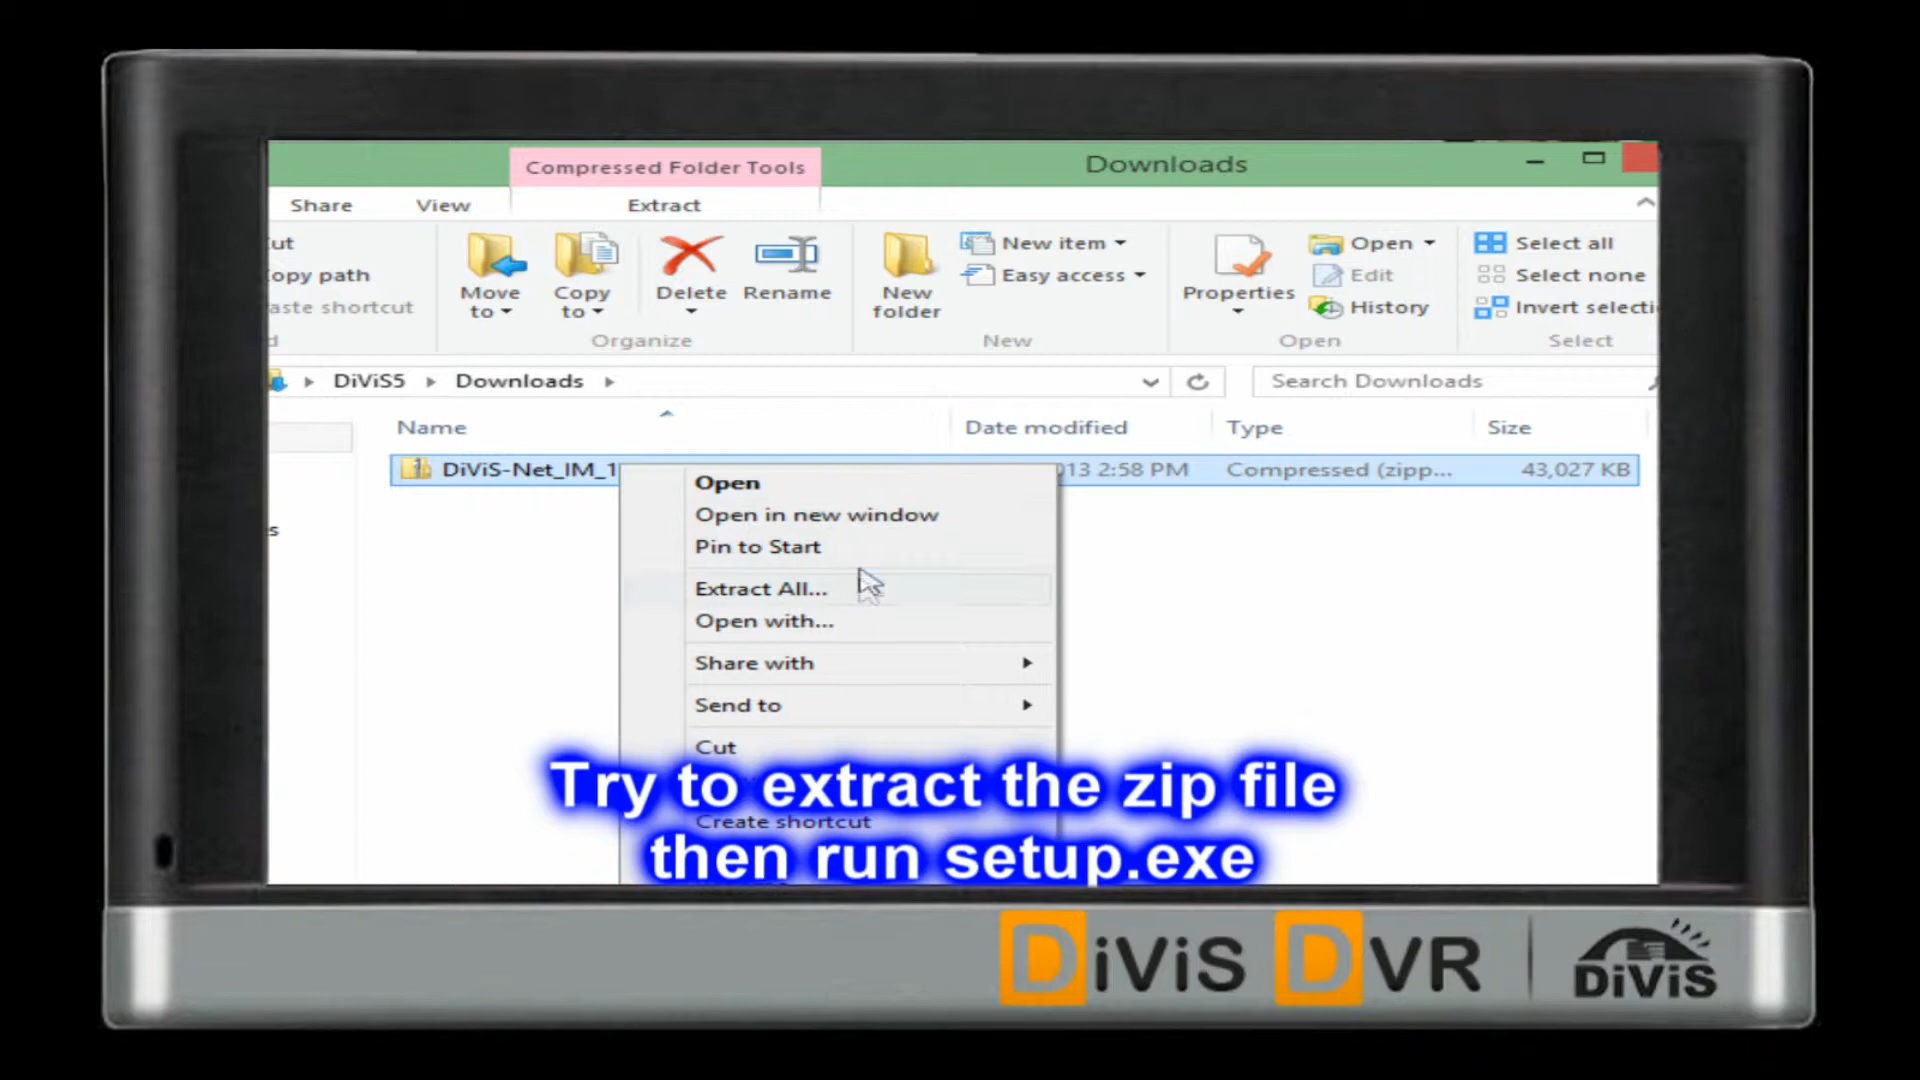 Compressed Folder Tools
Downloads
Share
View
Extract
ut
opy path
aste shortcut
Move to
Copy to
Delete
Rename
Organize
New folder
New item
Easy access
New
Properties
Open
Edit
History
Open
Select all
Select none
Invert selecti
Select
DiViS5
Downloads
Search Downloads
Name
Date modified
Type
Size
DiViS-Net_IM_1
013 2:58 PM
Compressed (zipp...
43,027 KB
s
Open
Open in new window
Pin to Start
Extract All...
Open with...
Share with
Send to
Cut
Try to extract the zip file
Create shortcut
then run setup.exe
DiViS DVR
DiViS